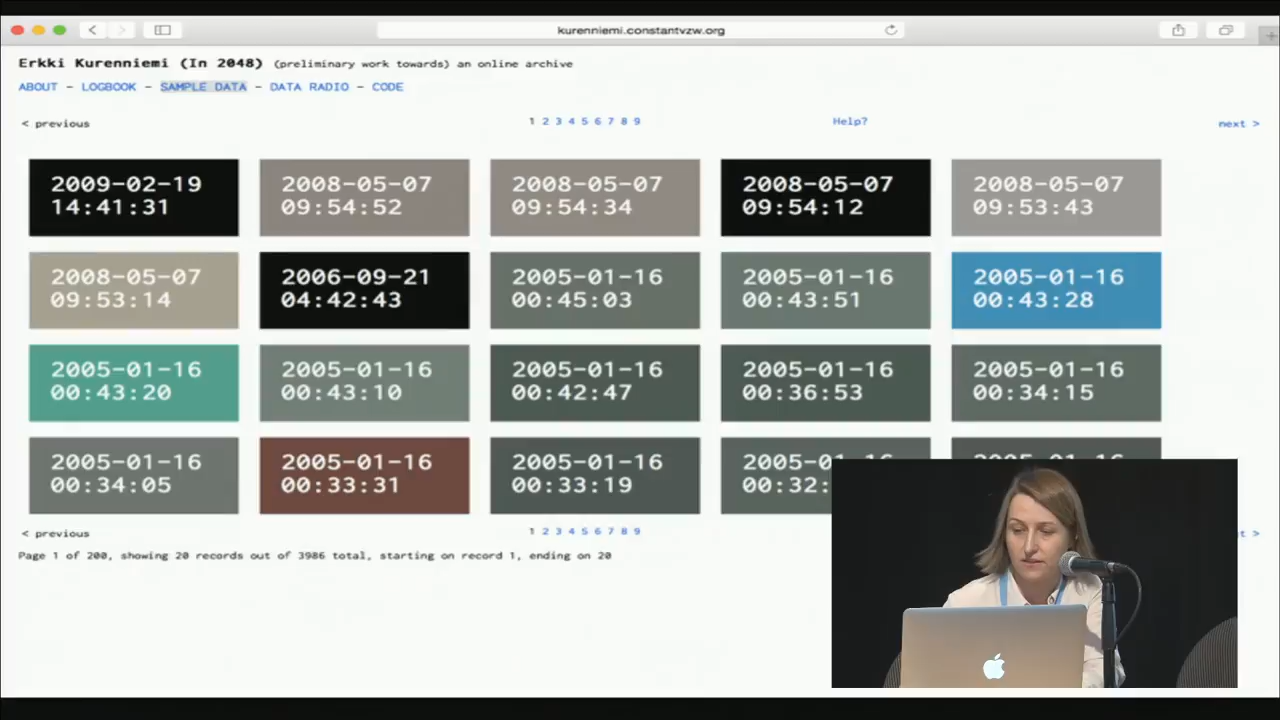 kurenniemi.constantvzw.org
Erkki Kurenniemi (In 2048) (preliminary work towards) an online archive
ABOUT - LOGBOOK - SAMPLE DATA - DATA RADIO - CODE
< previous 1 2 3 4 5 6 7 8 9 Help? next >
2009-02-19 2008-05-07 2008-05-07 2008-05-07 2008-05-07
14:41:31 09:54:52 09:54:34 09:54:12 09:53:43
2008-05-07 2006-09-21 2005-01-16 2005-01-16 2005-01-16
09:53:14 04:42:43 00:45:03 00:43:51 00:43:28
2005-01-16 2005-01-16 2005-01-16 2005-01-16 2005-01-16
00:43:20 00:43:10 00:42:47 00:36:53 00:34:15
2005-01-16 2005-01-16 2005-01-16 2005-01-16
00:34:05 00:33:31 00:33:19 00:32:
< previous 1 2 3 4 5 6 7 8 9
Page 1 of 200, showing 20 records out of 3986 total, starting on record 1, ending on 20